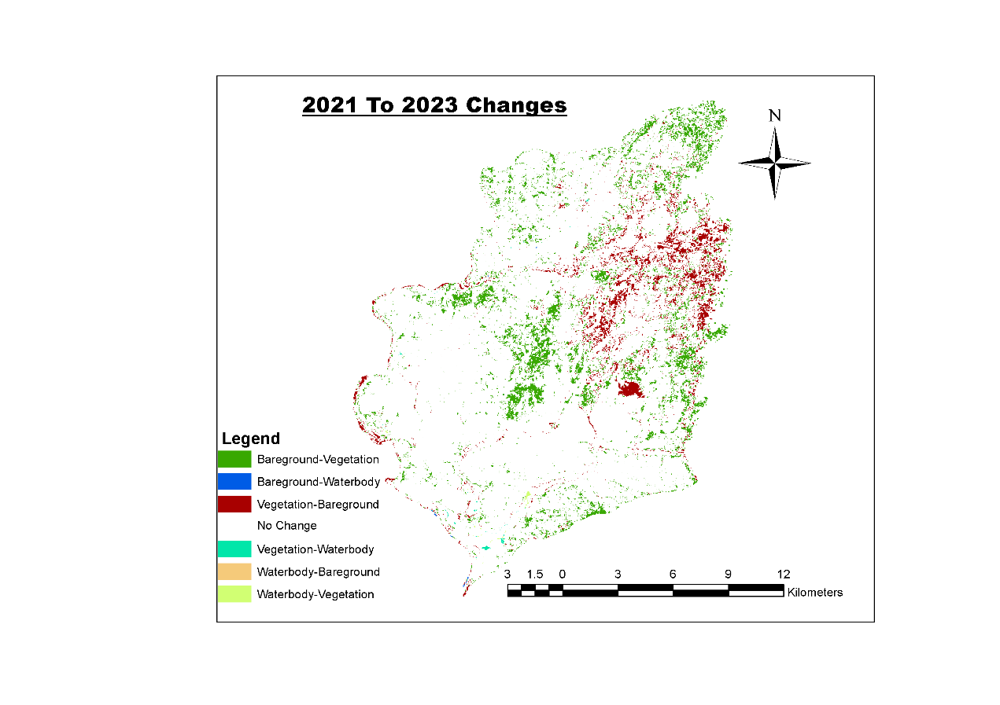 2021 To 2023 Changes
N
Legend
Bareground-Vegetation
Bareground-Waterbody
Vegetation-Bareground
No Change
Vegetation-Waterbody
Waterbody-Bareground
Waterbody-Vegetation
3 1.5 0 3 6 9 12
Kilometers